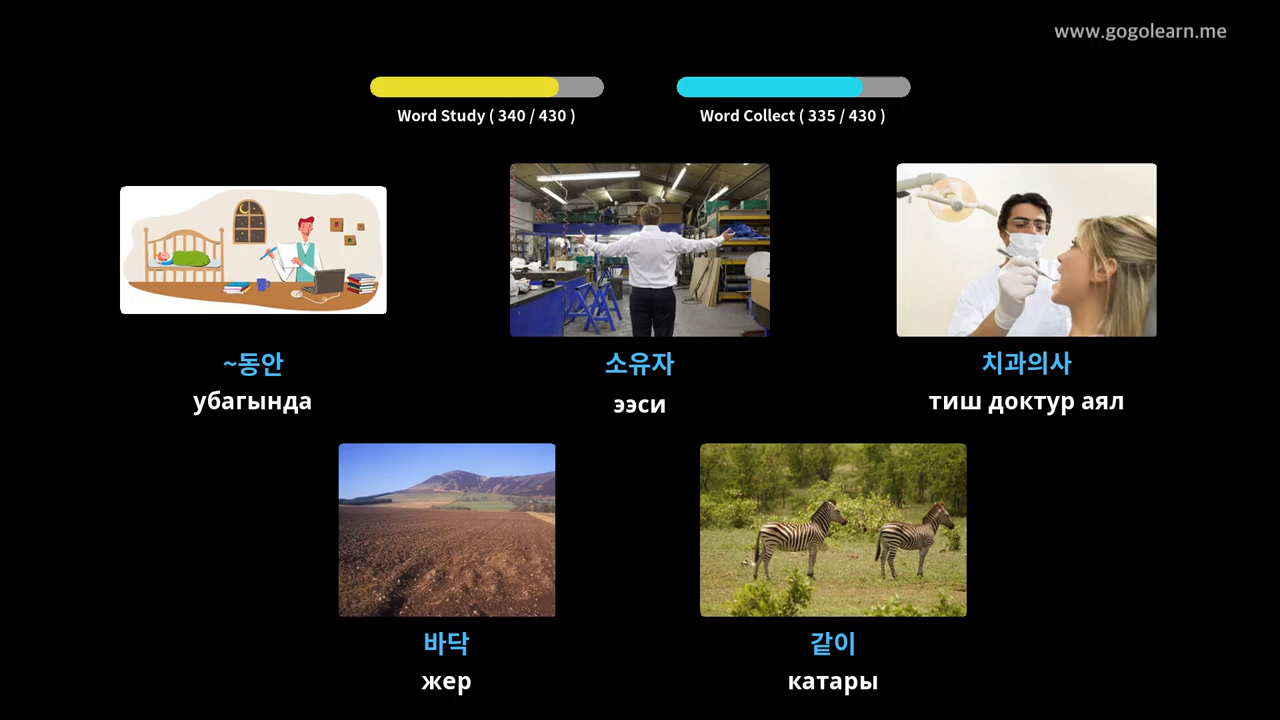 www.gogolearn.me
Word Study ( 340 / 430 )
Word Collect ( 335 / 430 )
~동안
убагында
소유자
ээси
치과의사
тиш доктур аял
바닥
жер
같이
катары